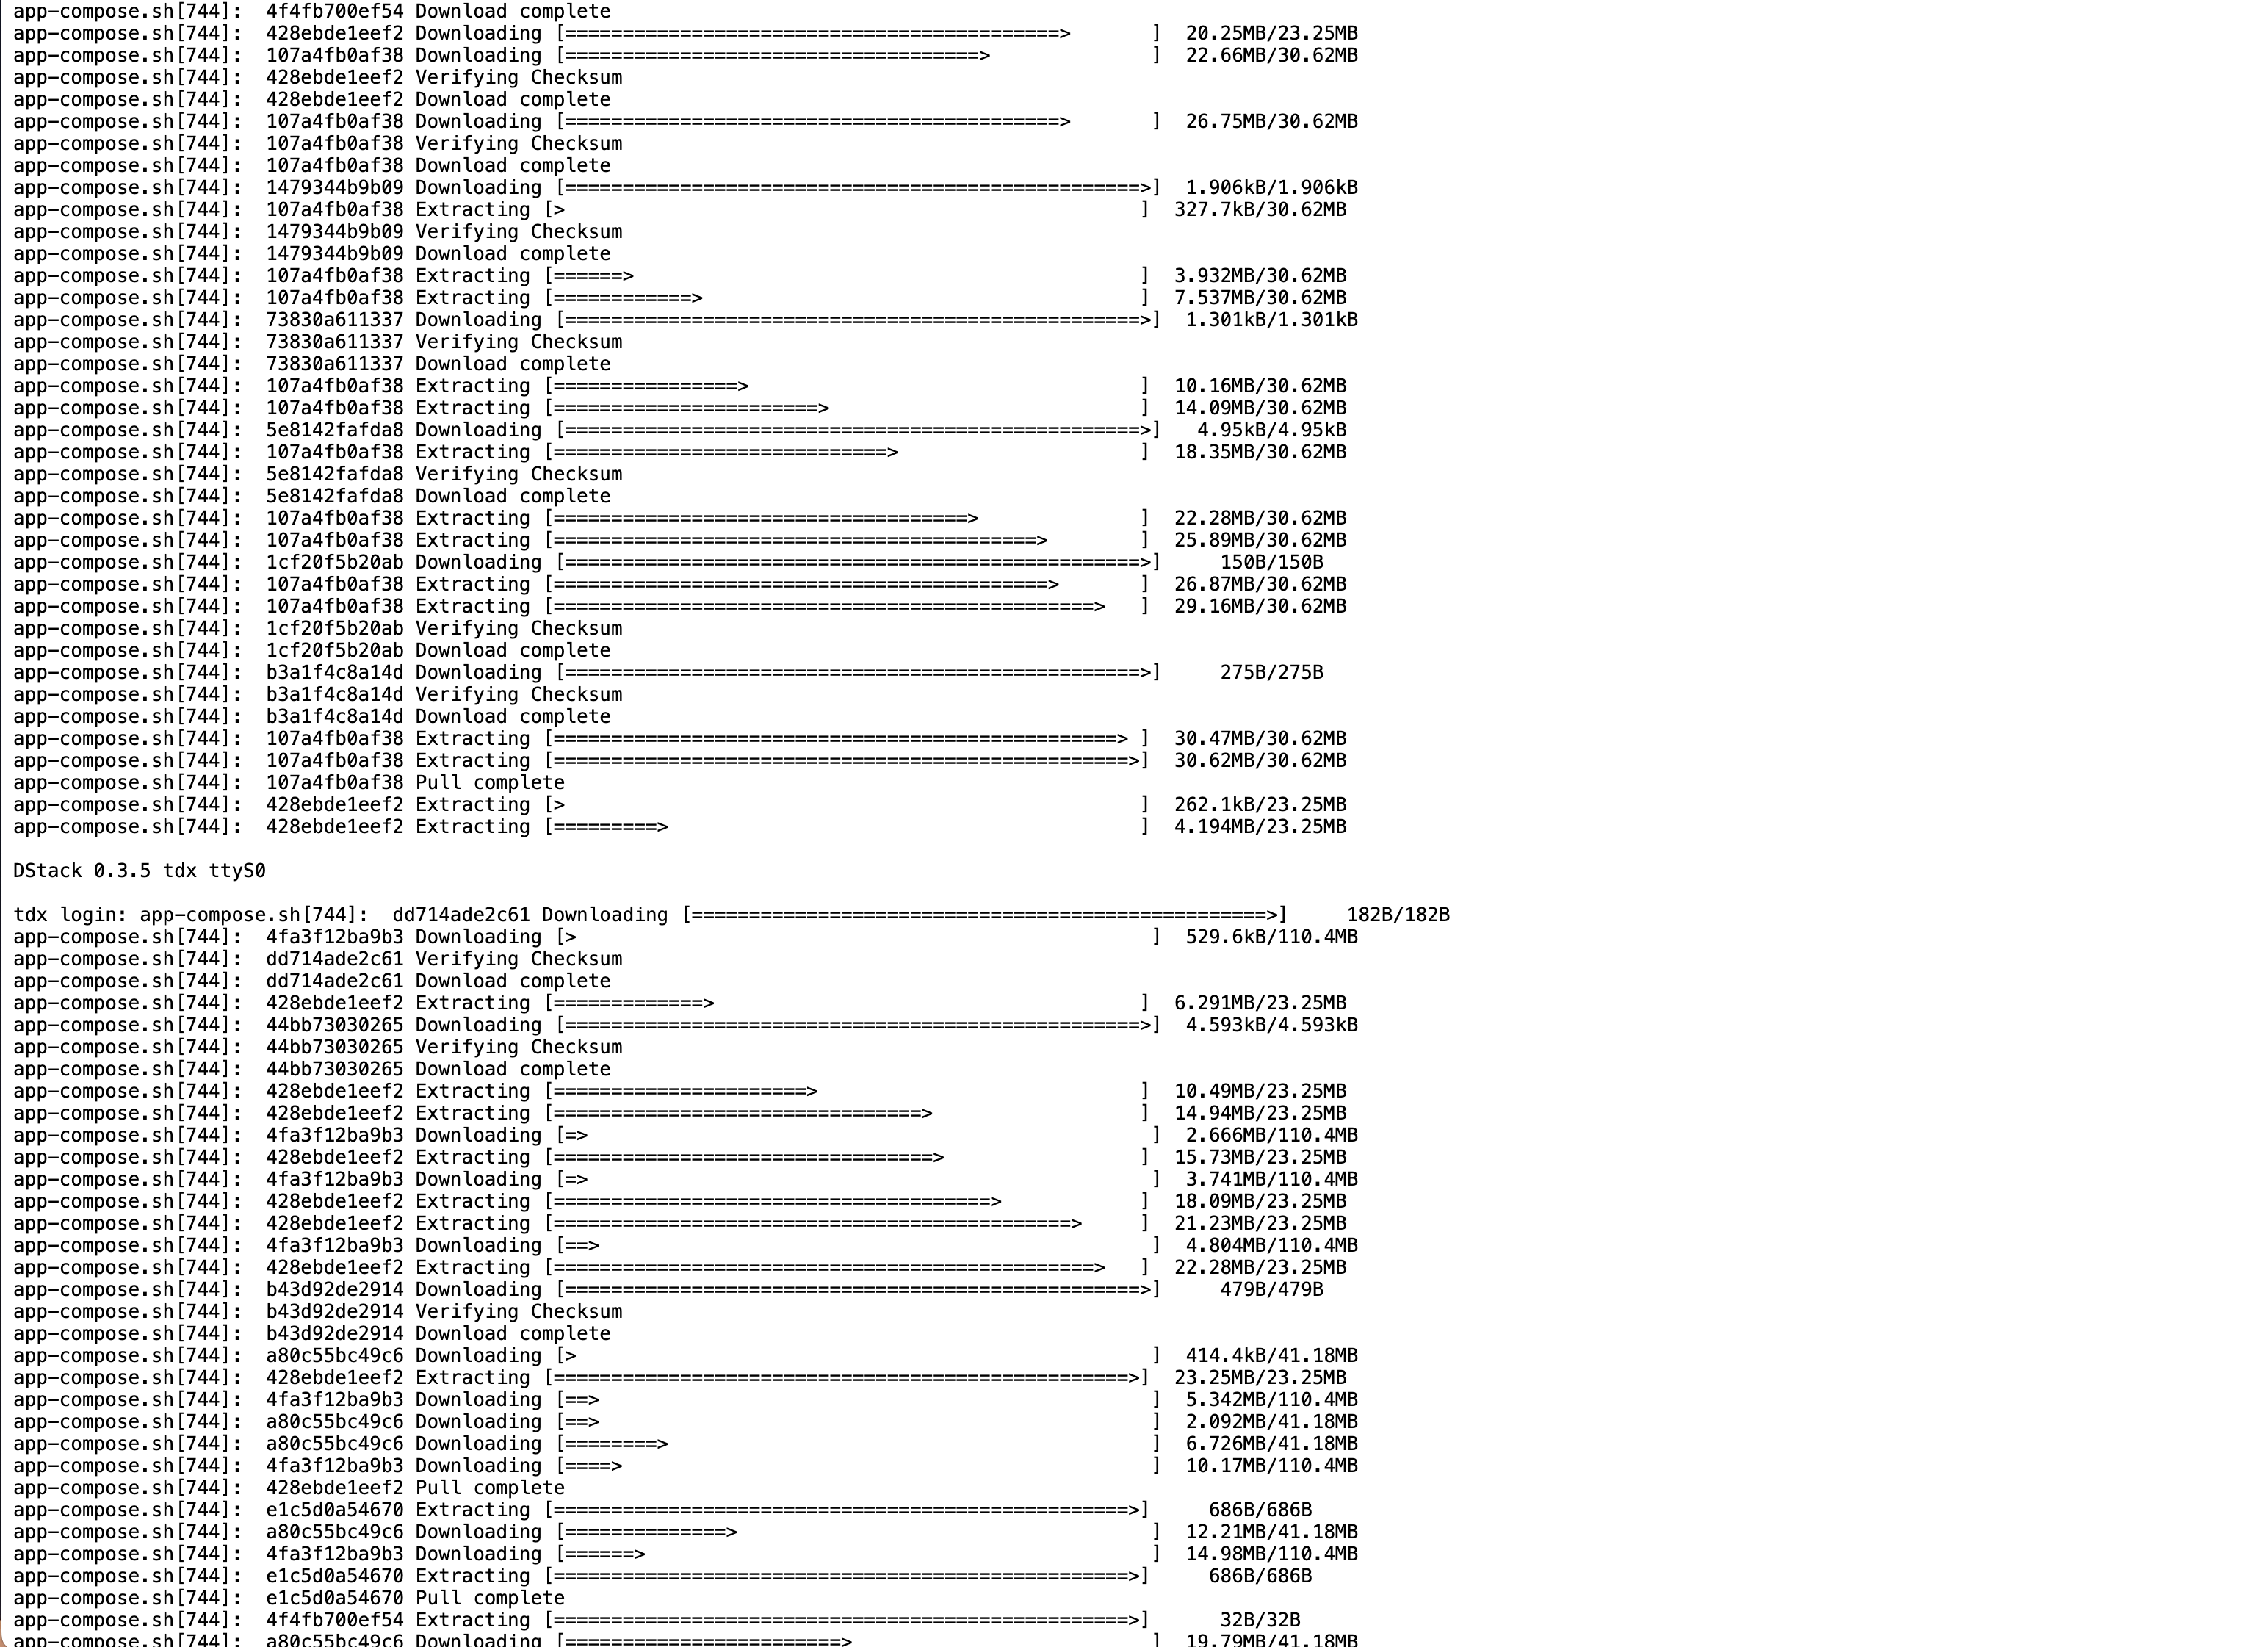 app-compose.sh[744]:  4f4fb700ef54 Download complete
app-compose.sh[744]:  428ebde1eef2 Downloading [===========================================>       ]  20.25MB/23.25MB
app-compose.sh[744]:  107a4fb0af38 Downloading [====================================>              ]  22.66MB/30.62MB
app-compose.sh[744]:  428ebde1eef2 Verifying Checksum
app-compose.sh[744]:  428ebde1eef2 Download complete
app-compose.sh[744]:  107a4fb0af38 Downloading [===========================================>       ]  26.75MB/30.62MB
app-compose.sh[744]:  107a4fb0af38 Verifying Checksum
app-compose.sh[744]:  107a4fb0af38 Download complete
app-compose.sh[744]:  1479344b9b09 Downloading [==================================================>]  1.906kB/1.906kB
app-compose.sh[744]:  107a4fb0af38 Extracting [>                                                  ]  327.7kB/30.62MB
app-compose.sh[744]:  1479344b9b09 Verifying Checksum
app-compose.sh[744]:  1479344b9b09 Download complete
app-compose.sh[744]:  107a4fb0af38 Extracting [======>                                            ]  3.932MB/30.62MB
app-compose.sh[744]:  107a4fb0af38 Extracting [============>                                      ]  7.537MB/30.62MB
app-compose.sh[744]:  73830a611337 Downloading [==================================================>]  1.301kB/1.301kB
app-compose.sh[744]:  73830a611337 Verifying Checksum
app-compose.sh[744]:  73830a611337 Download complete
app-compose.sh[744]:  107a4fb0af38 Extracting [================>                                  ]  10.16MB/30.62MB
app-compose.sh[744]:  107a4fb0af38 Extracting [=======================>                           ]  14.09MB/30.62MB
app-compose.sh[744]:  5e8142fafda8 Downloading [==================================================>]   4.95kB/4.95kB
app-compose.sh[744]:  107a4fb0af38 Extracting [=============================>                     ]  18.35MB/30.62MB
app-compose.sh[744]:  5e8142fafda8 Verifying Checksum
app-compose.sh[744]:  5e8142fafda8 Download complete
app-compose.sh[744]:  107a4fb0af38 Extracting [====================================>              ]  22.28MB/30.62MB
app-compose.sh[744]:  107a4fb0af38 Extracting [==========================================>        ]  25.89MB/30.62MB
app-compose.sh[744]:  1cf20f5b20ab Downloading [==================================================>]     150B/150B
app-compose.sh[744]:  107a4fb0af38 Extracting [===========================================>       ]  26.87MB/30.62MB
app-compose.sh[744]:  107a4fb0af38 Extracting [===============================================>   ]  29.16MB/30.62MB
app-compose.sh[744]:  1cf20f5b20ab Verifying Checksum
app-compose.sh[744]:  1cf20f5b20ab Download complete
app-compose.sh[744]:  b3a1f4c8a14d Downloading [==================================================>]     275B/275B
app-compose.sh[744]:  b3a1f4c8a14d Verifying Checksum
app-compose.sh[744]:  b3a1f4c8a14d Download complete
app-compose.sh[744]:  107a4fb0af38 Extracting [=================================================> ]  30.47MB/30.62MB
app-compose.sh[744]:  107a4fb0af38 Extracting [==================================================>]  30.62MB/30.62MB
app-compose.sh[744]:  107a4fb0af38 Pull complete
app-compose.sh[744]:  428ebde1eef2 Extracting [>                                                  ]  262.1kB/23.25MB
app-compose.sh[744]:  428ebde1eef2 Extracting [=========>                                         ]  4.194MB/23.25MB
DStack 0.3.5 tdx ttyS0
tdx login: app-compose.sh[744]:  dd714ade2c61 Downloading [==================================================>]     182B/182B
app-compose.sh[744]:  4fa3f12ba9b3 Downloading [>                                                  ]  529.6kB/110.4MB
app-compose.sh[744]:  dd714ade2c61 Verifying Checksum
app-compose.sh[744]:  dd714ade2c61 Download complete
app-compose.sh[744]:  428ebde1eef2 Extracting [=============>                                     ]  6.291MB/23.25MB
app-compose.sh[744]:  44bb73030265 Downloading [==================================================>]  4.593kB/4.593kB
app-compose.sh[744]:  44bb73030265 Verifying Checksum
app-compose.sh[744]:  44bb73030265 Download complete
app-compose.sh[744]:  428ebde1eef2 Extracting [======================>                            ]  10.49MB/23.25MB
app-compose.sh[744]:  428ebde1eef2 Extracting [================================>                  ]  14.94MB/23.25MB
app-compose.sh[744]:  4fa3f12ba9b3 Downloading [=>                                                 ]  2.666MB/110.4MB
app-compose.sh[744]:  428ebde1eef2 Extracting [=================================>                 ]  15.73MB/23.25MB
app-compose.sh[744]:  4fa3f12ba9b3 Downloading [=>                                                 ]  3.741MB/110.4MB
app-compose.sh[744]:  428ebde1eef2 Extracting [======================================>            ]  18.09MB/23.25MB
app-compose.sh[744]:  428ebde1eef2 Extracting [=============================================>     ]  21.23MB/23.25MB
app-compose.sh[744]:  4fa3f12ba9b3 Downloading [==>                                                ]  4.804MB/110.4MB
app-compose.sh[744]:  428ebde1eef2 Extracting [===============================================>   ]  22.28MB/23.25MB
app-compose.sh[744]:  b43d92de2914 Downloading [==================================================>]     479B/479B
app-compose.sh[744]:  b43d92de2914 Verifying Checksum
app-compose.sh[744]:  b43d92de2914 Download complete
app-compose.sh[744]:  a80c55bc49c6 Downloading [>                                                  ]  414.4kB/41.18MB
app-compose.sh[744]:  428ebde1eef2 Extracting [==================================================>]  23.25MB/23.25MB
app-compose.sh[744]:  4fa3f12ba9b3 Downloading [==>                                                ]  5.342MB/110.4MB
app-compose.sh[744]:  a80c55bc49c6 Downloading [==>                                                ]  2.092MB/41.18MB
app-compose.sh[744]:  a80c55bc49c6 Downloading [========>                                          ]  6.726MB/41.18MB
app-compose.sh[744]:  4fa3f12ba9b3 Downloading [====>                                              ]  10.17MB/110.4MB
app-compose.sh[744]:  428ebde1eef2 Pull complete
app-compose.sh[744]:  e1c5d0a54670 Extracting [==================================================>]     686B/686B
app-compose.sh[744]:  a80c55bc49c6 Downloading [==============>                                    ]  12.21MB/41.18MB
app-compose.sh[744]:  4fa3f12ba9b3 Downloading [======>                                            ]  14.98MB/110.4MB
app-compose.sh[744]:  e1c5d0a54670 Extracting [==================================================>]     686B/686B
app-compose.sh[744]:  e1c5d0a54670 Pull complete
app-compose.sh[744]:  4f4fb700ef54 Extracting [==================================================>]      32B/32B
app-compose.sh[744]:  a80c55bc49c6 Downloading [========================>                          ]  19.79MB/41.18MB